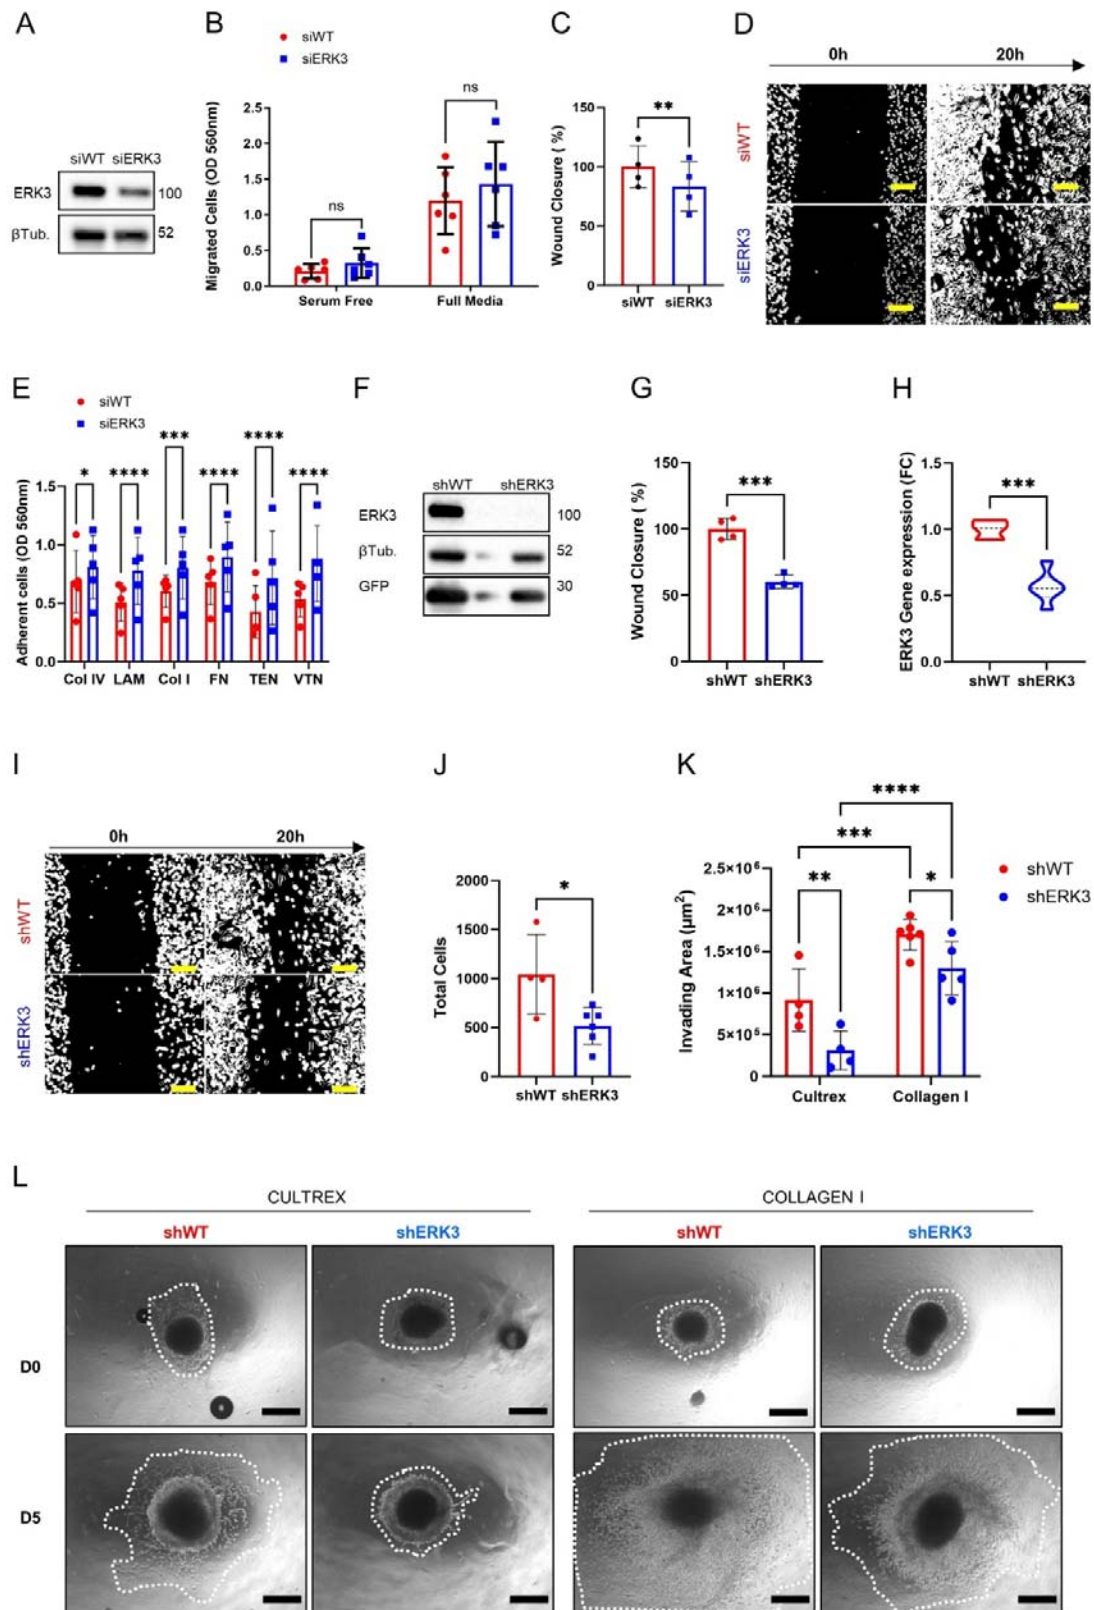 A
B
C
D
siWT
siERK3
0h
20h
siWT siERK3
ERK3
100
βTub.
52
Migrated Cells (OD 560nm)
2.5
2.0
1.5
1.0
0.5
0.0
ns
ns
Serum Free
Full Media
Wound Closure ( %)
150
100
50
0
**
siWT siERK3
siWT
siERK3
E
F
G
H
siWT
siERK3
Adherent cells (OD 560nm)
1.5
1.0
0.5
0.0
* **** *** **** **** ****
Col IV LAM Col I FN TEN VTN
shWT shERK3
ERK3
100
βTub.
52
GFP
30
Wound Closure ( %)
150
100
50
0
***
shWT shERK3
ERK3 Gene expression (FC)
1.5
1.0
0.5
0.0
***
shWT shERK3
I
J
K
0h
20h
shWT
shERK3
Total Cells
2000
1500
1000
500
0
*
shWT shERK3
Invading Area (µm²)
2.5×10⁶
2×10⁶
1.5×10⁶
1×10⁶
5×10⁵
0
****
***
**
*
Cultrex
Collagen I
shWT
shERK3
L
CULTREX
COLLAGEN I
shWT
shERK3
shWT
shERK3
D0
D5